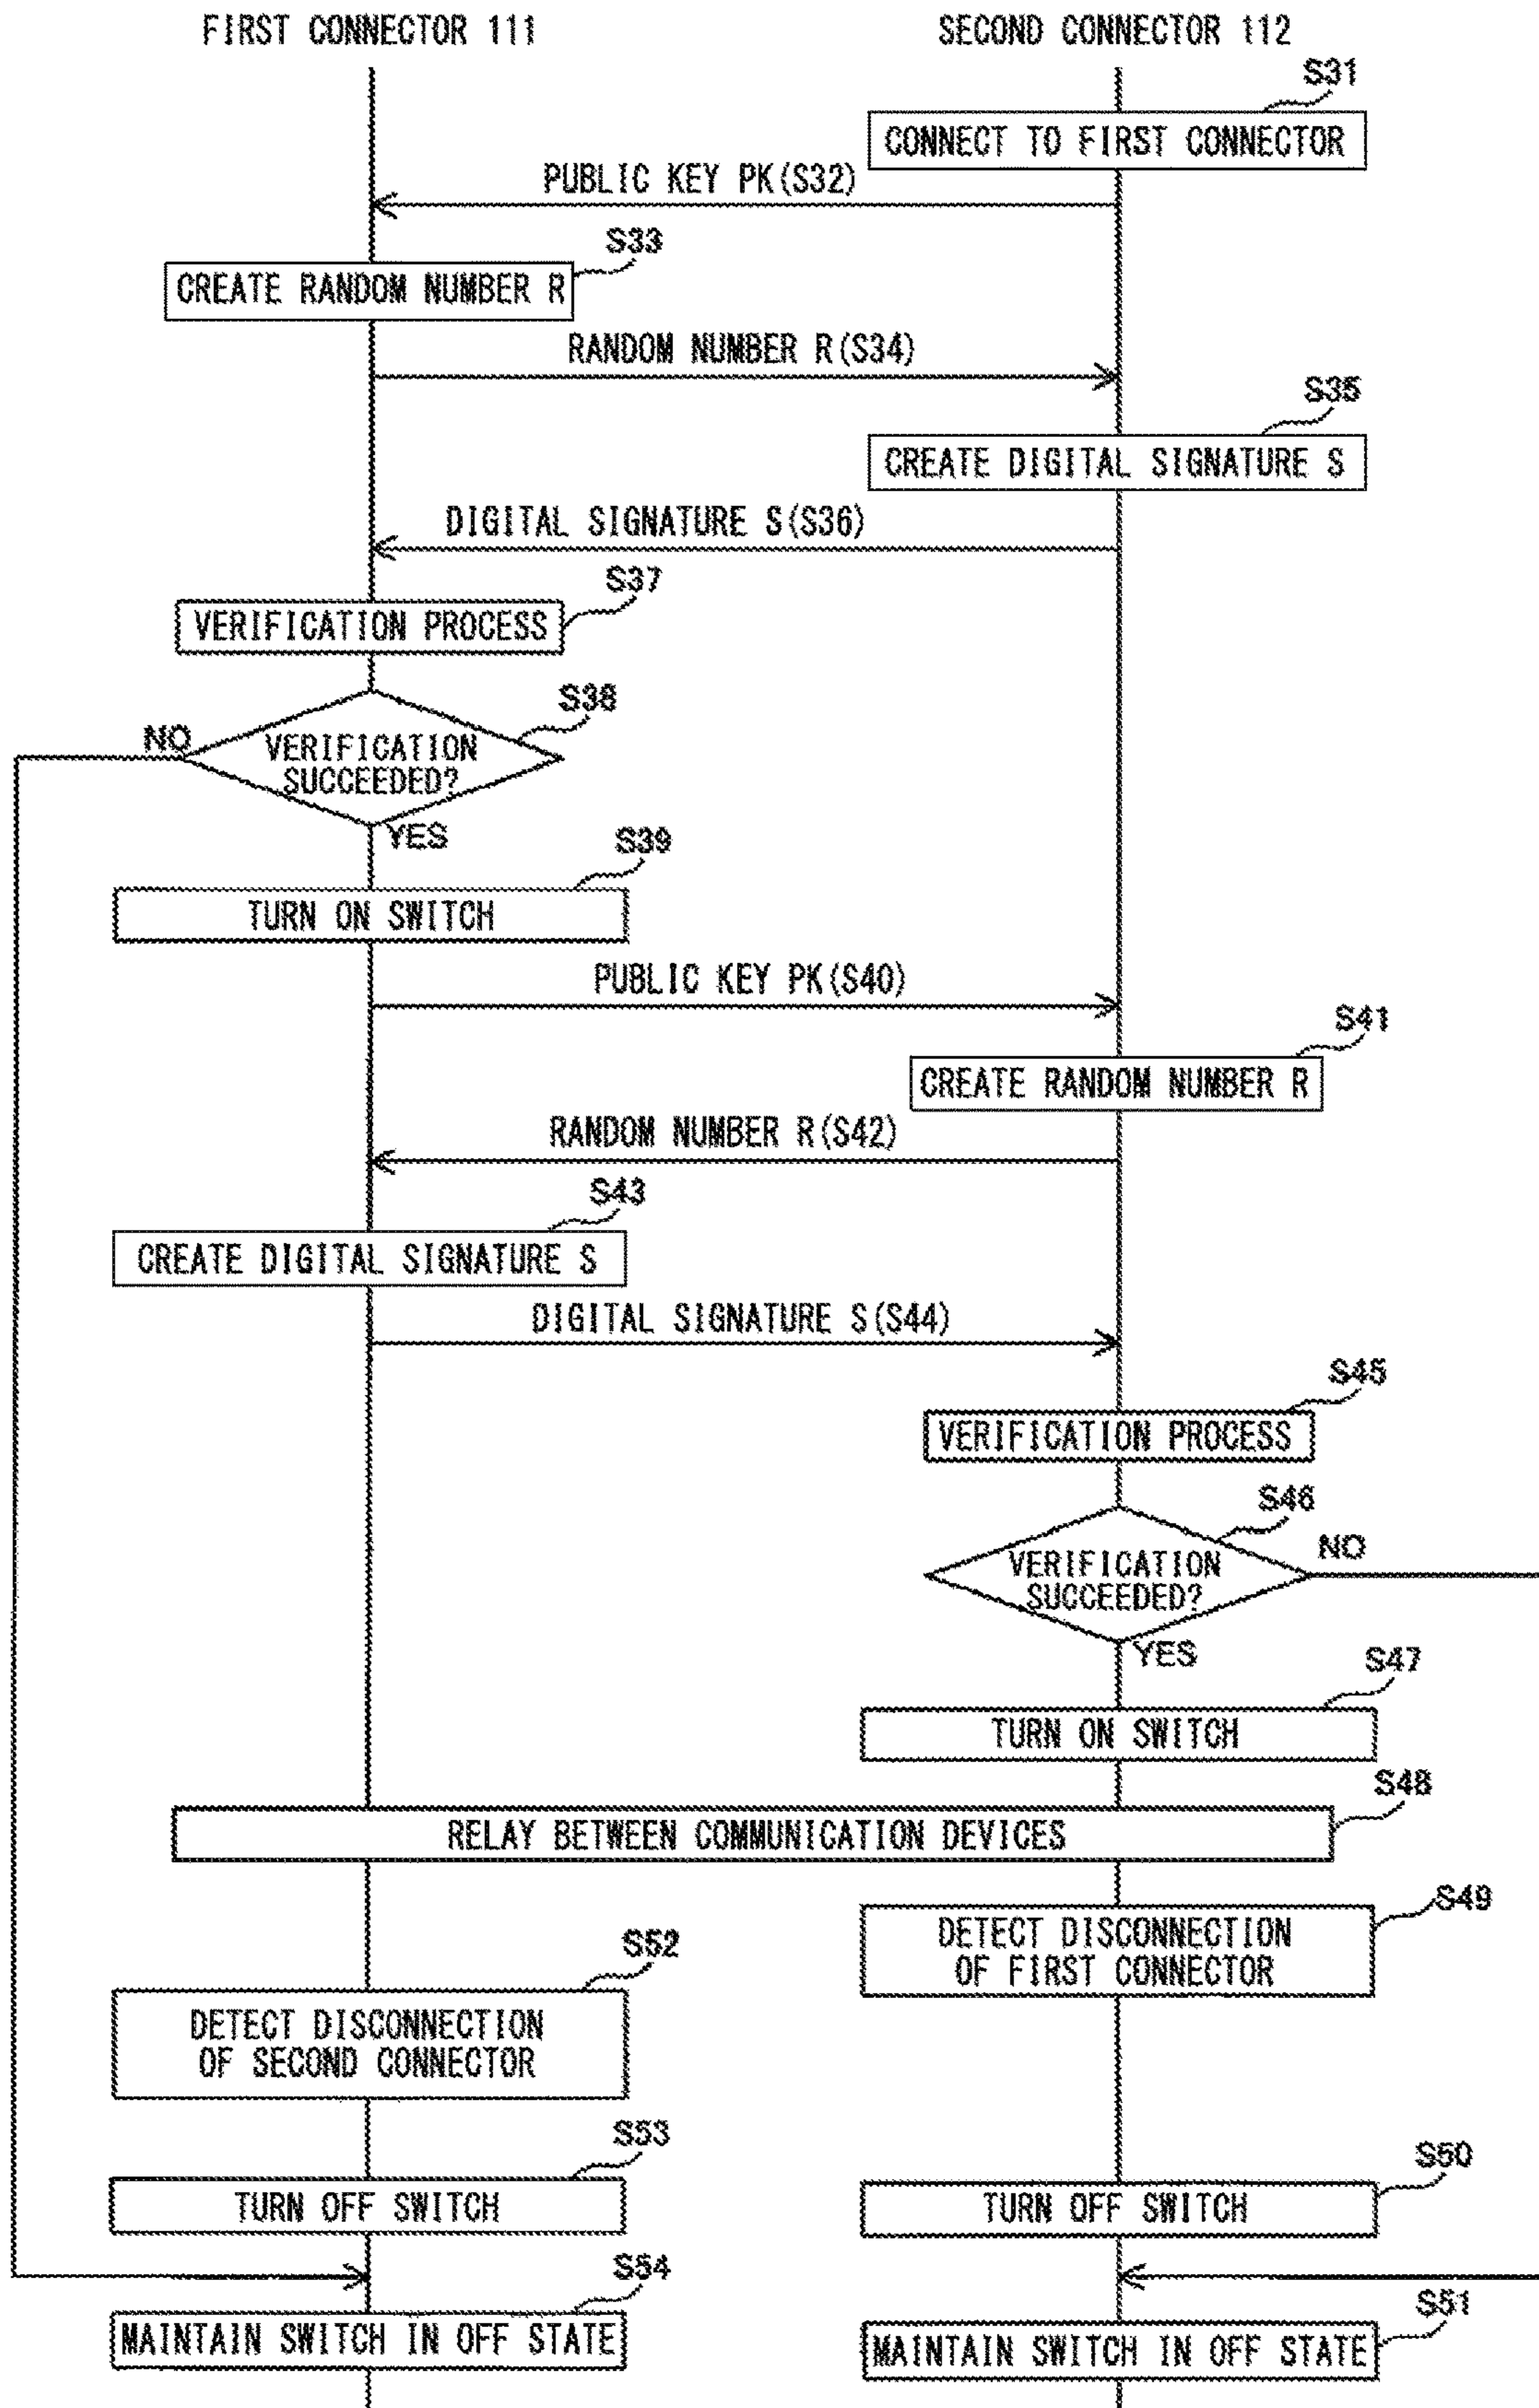 FIRST CONNECTOR 111
SECOND CONNECTOR 112
S31
CONNECT TO FIRST CONNECTOR
PUBLIC KEY PK(S32)
S33
CREATE RANDOM NUMBER R
RANDOM NUMBER R(S34)
S35
CREATE DIGITAL SIGNATURE S
DIGITAL SIGNATURE S(S36)
S37
VERIFICATION PROCESS
S38
NO
VERIFICATION
SUCCEEDED?
YES
S39
TURN ON SWITCH
PUBLIC KEY PK(S40)
S41
CREATE RANDOM NUMBER R
RANDOM NUMBER R(S42)
S43
CREATE DIGITAL SIGNATURE S
DIGITAL SIGNATURE S(S44)
S45
VERIFICATION PROCESS
S46
NO
VERIFICATION
SUCCEEDED?
YES
S47
TURN ON SWITCH
S48
RELAY BETWEEN COMMUNICATION DEVICES
S49
DETECT DISCONNECTION
OF FIRST CONNECTOR
S52
DETECT DISCONNECTION
OF SECOND CONNECTOR
S53
TURN OFF SWITCH
S50
TURN OFF SWITCH
S54
MAINTAIN SWITCH IN OFF STATE
S51
MAINTAIN SWITCH IN OFF STATE